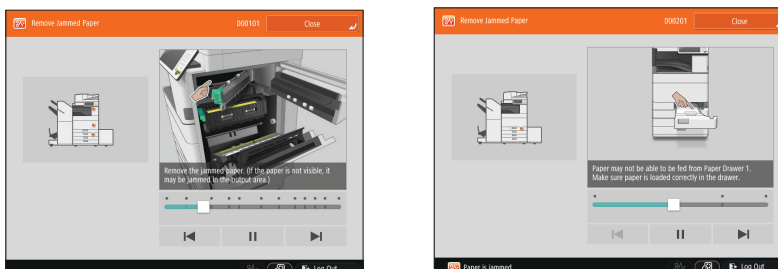 Remove Jammed Paper 000101 Close
Remove the jammed paper. (If the paper is not visible, it
may be jammed in the output area.)
Log Out
Remove Jammed Paper 000201 Close
Paper may not be able to be fed from Paper Drawer 1.
Make sure paper is loaded correctly in the drawer.
Paper is jammed Log Out